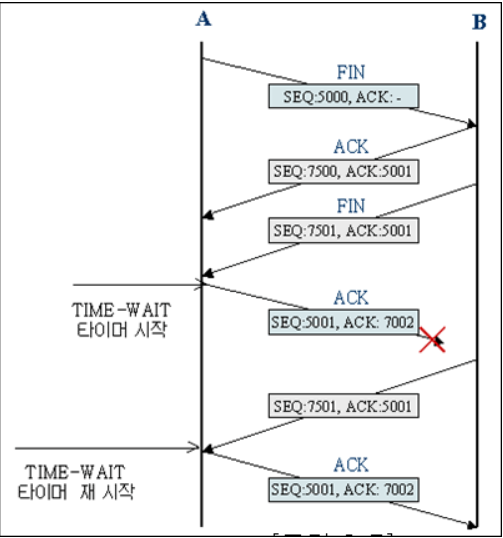 A
B
FIN
SEQ:5000, ACK:-
ACK
SEQ:7500, ACK:5001
FIN
SEQ:7501, ACK:5001
TIME-WAIT
타이머 시작
ACK
SEQ:5001, ACK: 7002
SEQ:7501, ACK:5001
TIME-WAIT
타이머 재 시작
ACK
SEQ:5001, ACK: 7002